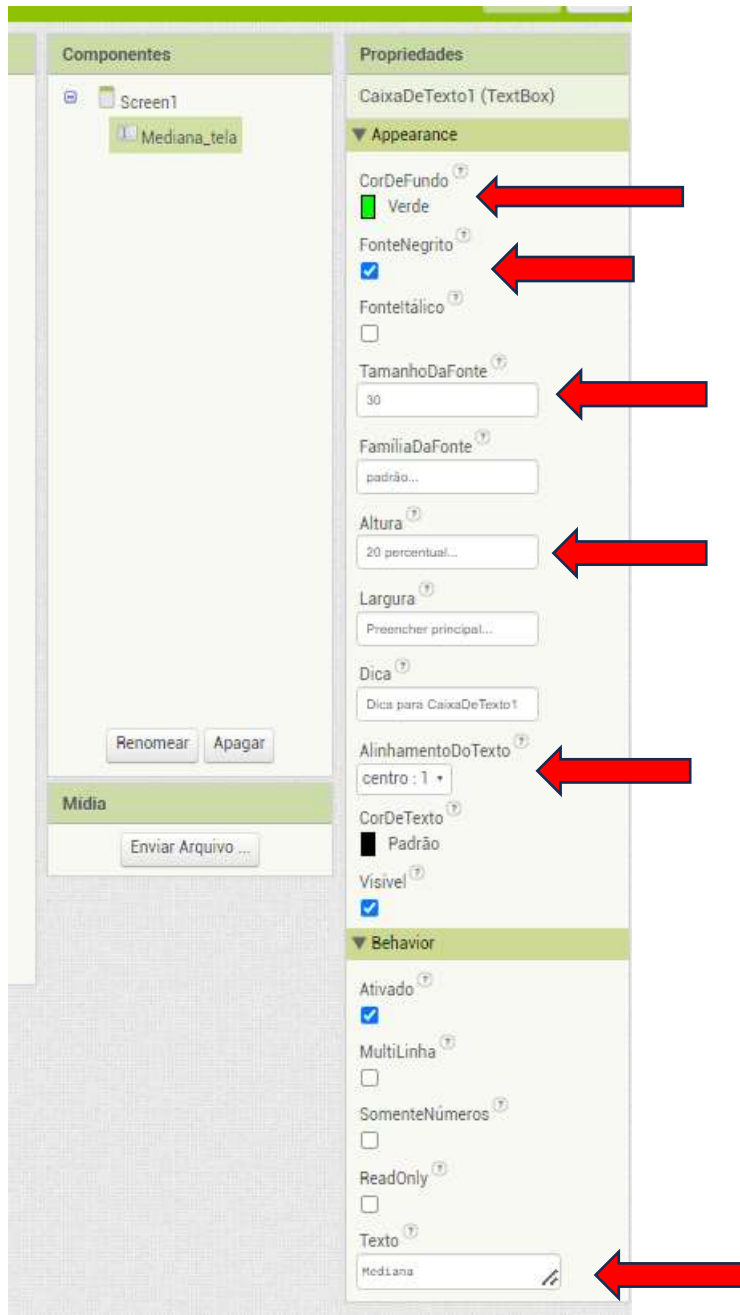 Componentes
Screen1
Mediana_tela
Renomear Apagar
Mídia
Enviar Arquivo ...
Propriedades
CaixaDeTexto1 (TextBox)
Appearance
CorDeFundo
Verde
FonteNegrito
FonteItálico
TamanhoDaFonte
30
FamíliaDaFonte
padrão...
Altura
20 percentual...
Largura
Preencher principal...
Dica
Dica para CaixaDeTexto1
AlinhamentoDoTexto
centro : 1
CorDeTexto
Padrão
Visível
Behavior
Ativado
MultiLinha
SomenteNúmeros
ReadOnly
Texto
Mediana